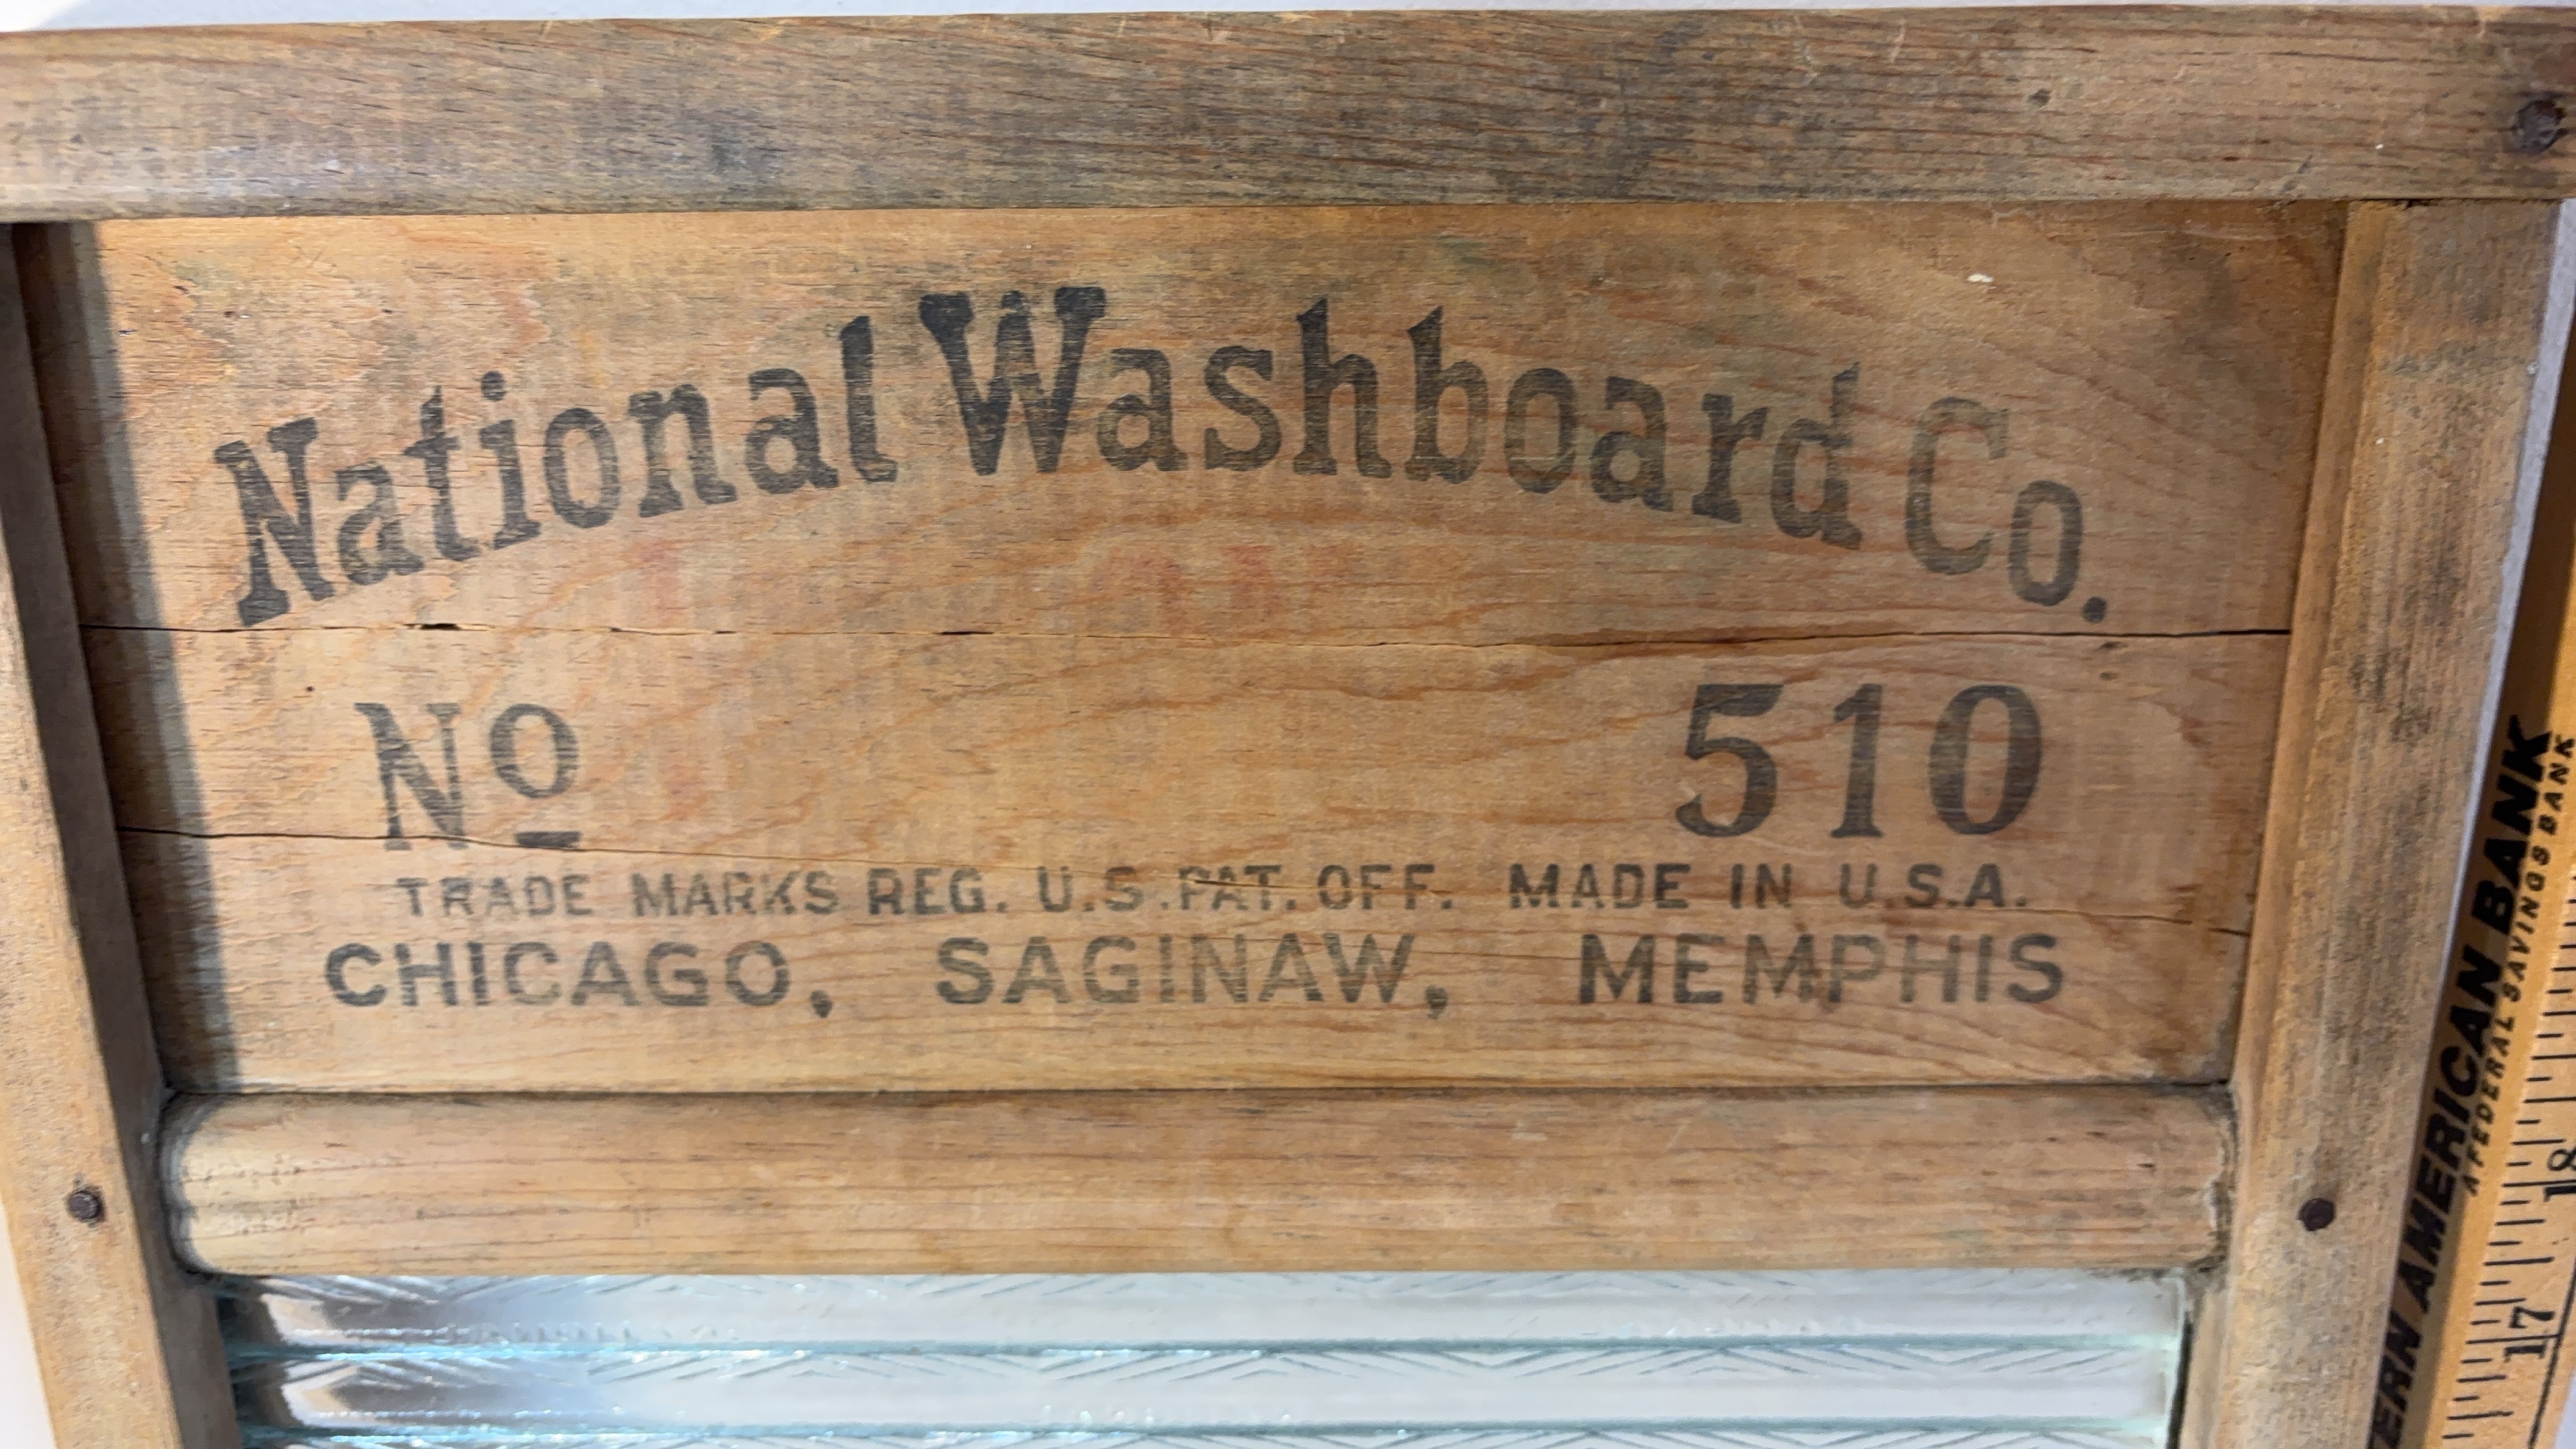 National Washboard Co.
No 510
TRADE MARKS REG. U.S. PAT. OFF. MADE IN U.S.A.
CHICAGO, SAGINAW, MEMPHIS
ERN AMERICAN BANK
A FEDERAL SAVINGS BANK
18
17